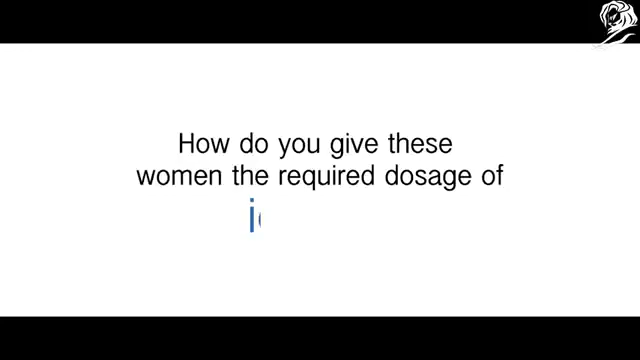 How do you give these
women the required dosage of